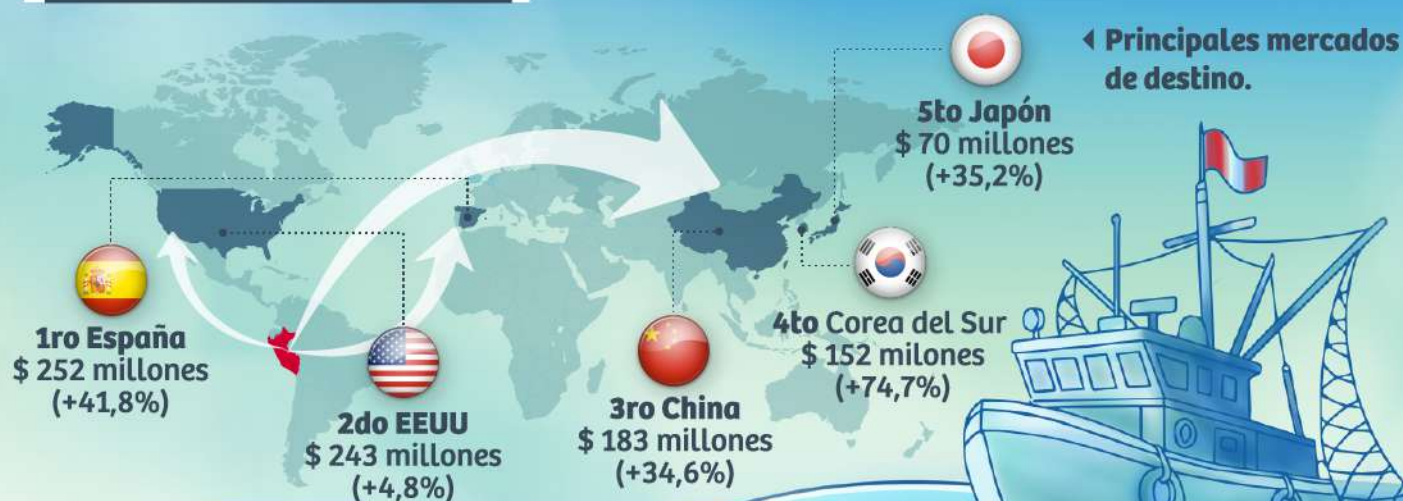 ◀ Principales mercados
de destino.
1ro España
$ 252 millones
(+41,8%)
2do EEUU
$ 243 millones
(+4,8%)
3ro China
$ 183 millones
(+34,6%)
4to Corea del Sur
$ 152 milones
(+74,7%)
5to Japón
$ 70 millones
(+35,2%)